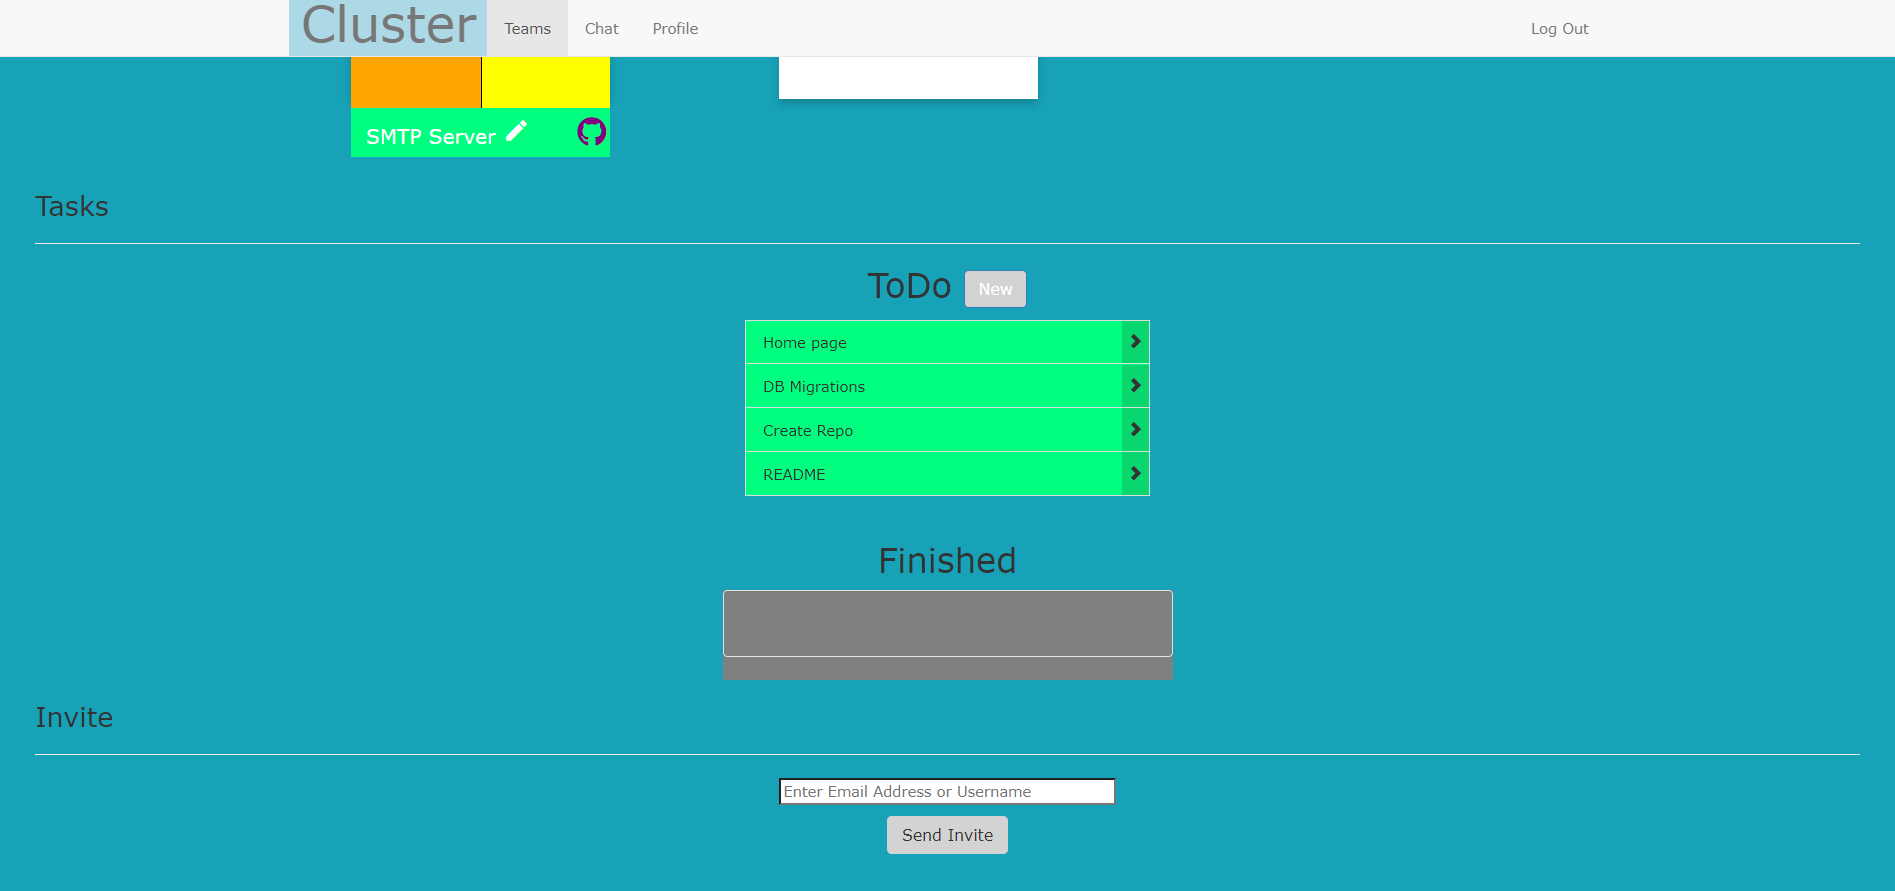 Cluster Teams Chat Profile Log Out
SMTP Server
Tasks
ToDo New
Home page
DB Migrations
Create Repo
README
Finished
Invite
Enter Email Address or Username
Send Invite